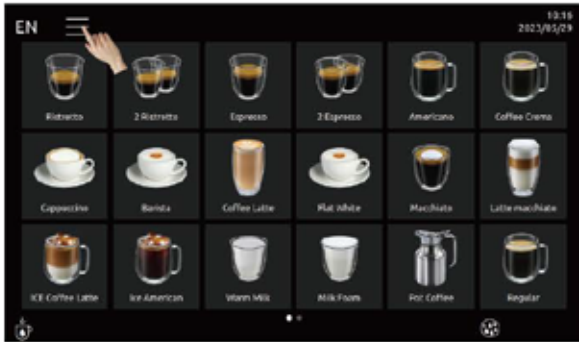 EN
10:16
2023/05/29
Ristretto
2 Ristretto
Espresso
2 Espresso
Americano
Coffee Crema
Cappuccino
Barista
Coffee Latte
Flat White
Macchiato
Latte macchiato
ICE Coffee Latte
Ice American
Warm Milk
Milk Foam
Pot Coffee
Regular